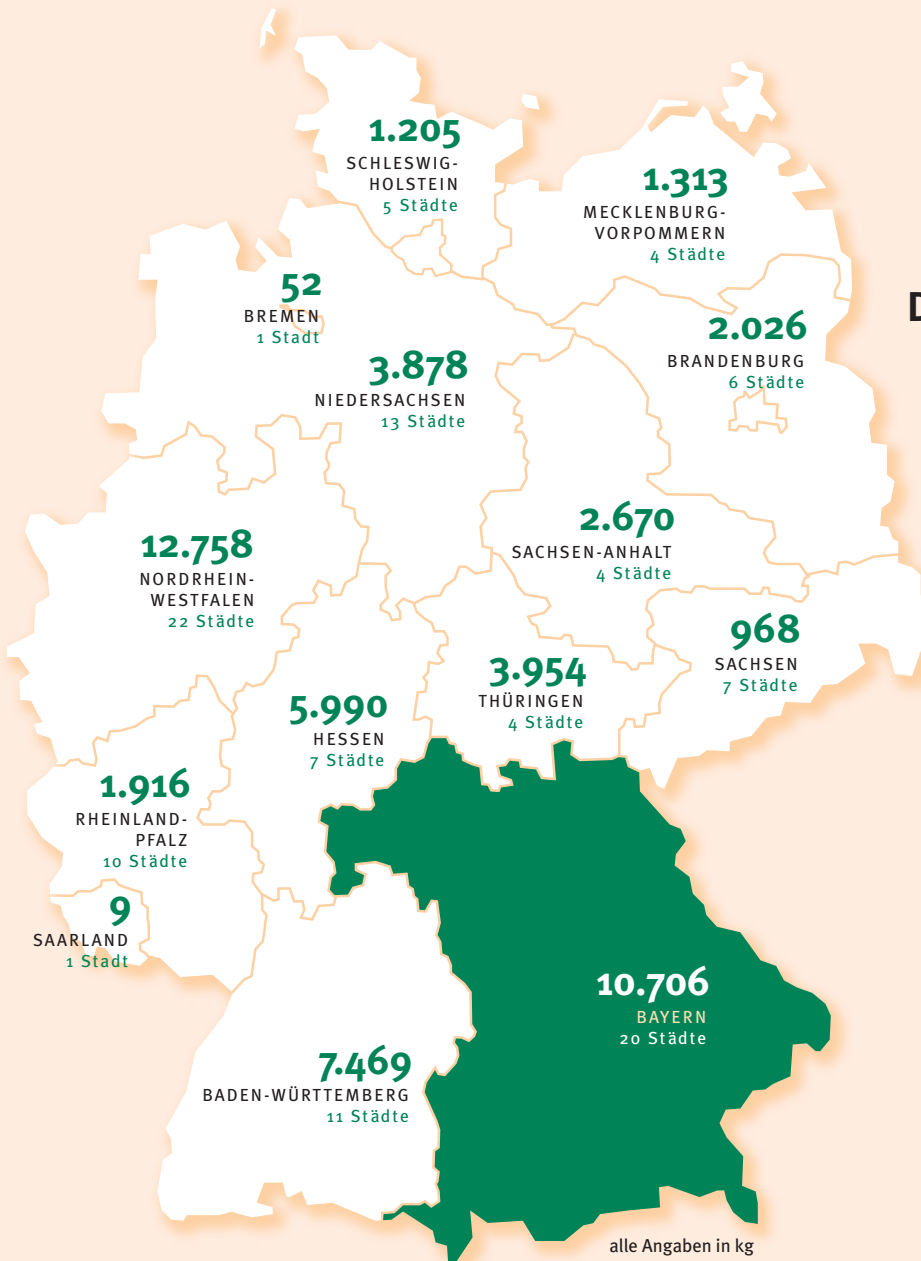 1.205
SCHLESWIG-
HOLSTEIN
5 Städte
1.313
MECKLENBURG-
VORPOMMERN
4 Städte
52
BREMEN
1 Stadt
D
2.026
BRANDENBURG
6 Städte
3.878
NIEDERSACHSEN
13 Städte
12.758
NORDRHEIN-
WESTFALEN
22 Städte
2.670
SACHSEN-ANHALT
4 Städte
968
SACHSEN
7 Städte
3.954
THÜRINGEN
4 Städte
5.990
HESSEN
7 Städte
1.916
RHEINLAND-
PFALZ
10 Städte
9
SAARLAND
1 Stadt
10.706
BAYERN
20 Städte
7.469
BADEN-WÜRTTEMBERG
11 Städte
alle Angaben in kg